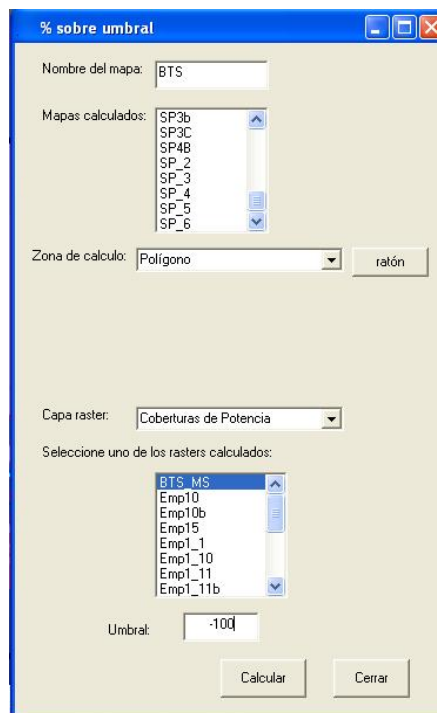 % sobre umbral
Nombre del mapa: BTS
Mapas calculados:
SP3b
SP3C
SP4B
SP_2
SP_3
SP_4
SP_5
SP_6
Zona de calculo: Polígono ratón
Capa raster: Coberturas de Potencia
Seleccione uno de los rasters calculados:
BTS_MS
Emp10
Emp10b
Emp15
Emp1_1
Emp1_10
Emp1_11
Emp1_11b
Umbral: -100
Calcular Cerrar